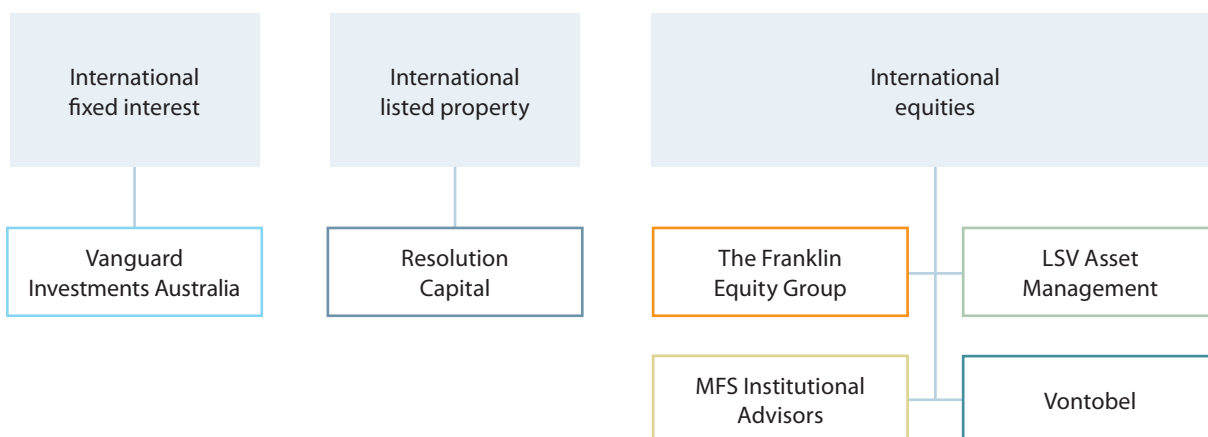 International
fixed interest
International
listed property
International
equities
Vanguard
Investments Australia
Resolution
Capital
The Franklin
Equity Group
LSV Asset
Management
MFS Institutional
Advisors
Vontobel